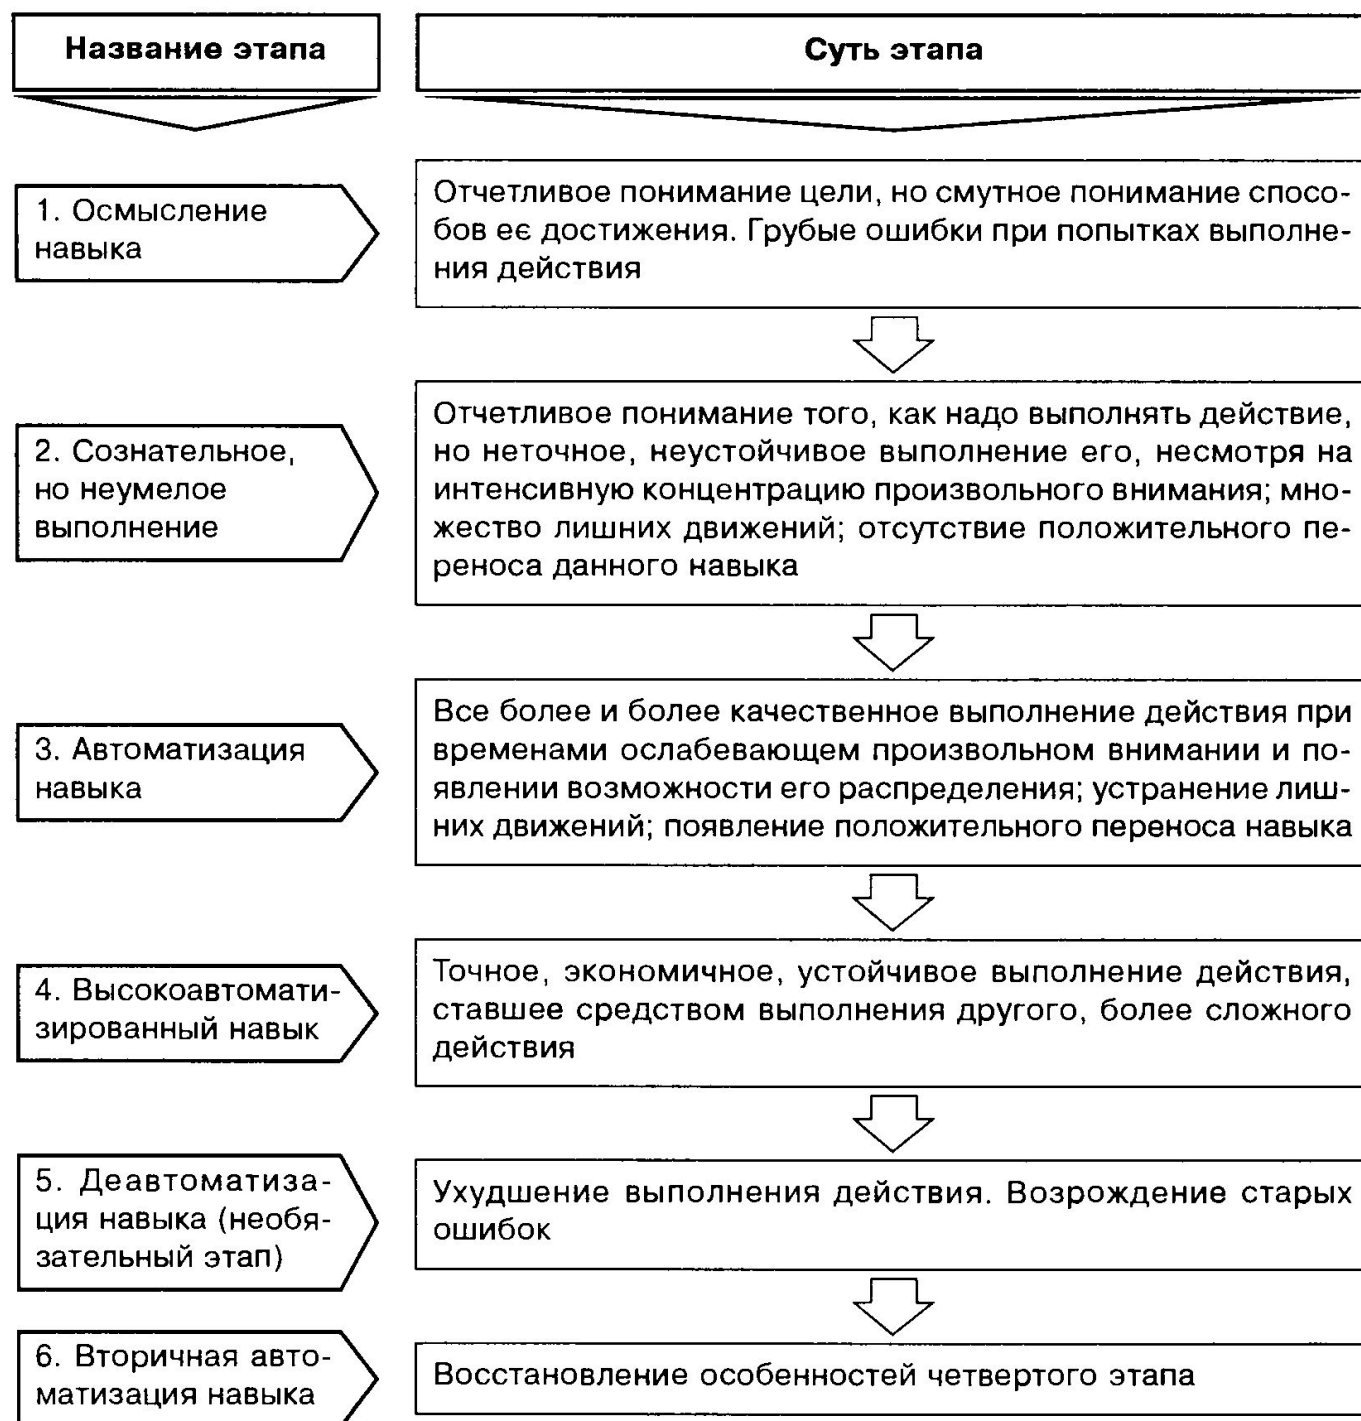 Название этапа
Суть этапа
1. Осмысление
навыка
Отчетливое понимание цели, но смутное понимание спосо-
бов ее достижения. Грубые ошибки при попытках выполне-
ния действия
2. Сознательное,
но неумелое
выполнение
Отчетливое понимание того, как надо выполнять действие,
но неточное, неустойчивое выполнение его, несмотря на
интенсивную концентрацию произвольного внимания; мно-
жество лишних движений; отсутствие положительного пе-
реноса данного навыка
3. Автоматизация
навыка
Все более и более качественное выполнение действия при
временами ослабевающем произвольном внимании и по-
явлении возможности его распределения; устранение лиш-
них движений; появление положительного переноса навыка
4. Высокоавтомати-
зированный навык
Точное, экономичное, устойчивое выполнение действия,
ставшее средством выполнения другого, более сложного
действия
5. Деавтоматиза-
ция навыка (необя-
зательный этап)
Ухудшение выполнения действия. Возрождение старых
ошибок
6. Вторичная авто-
матизация навыка
Восстановление особенностей четвертого этапа